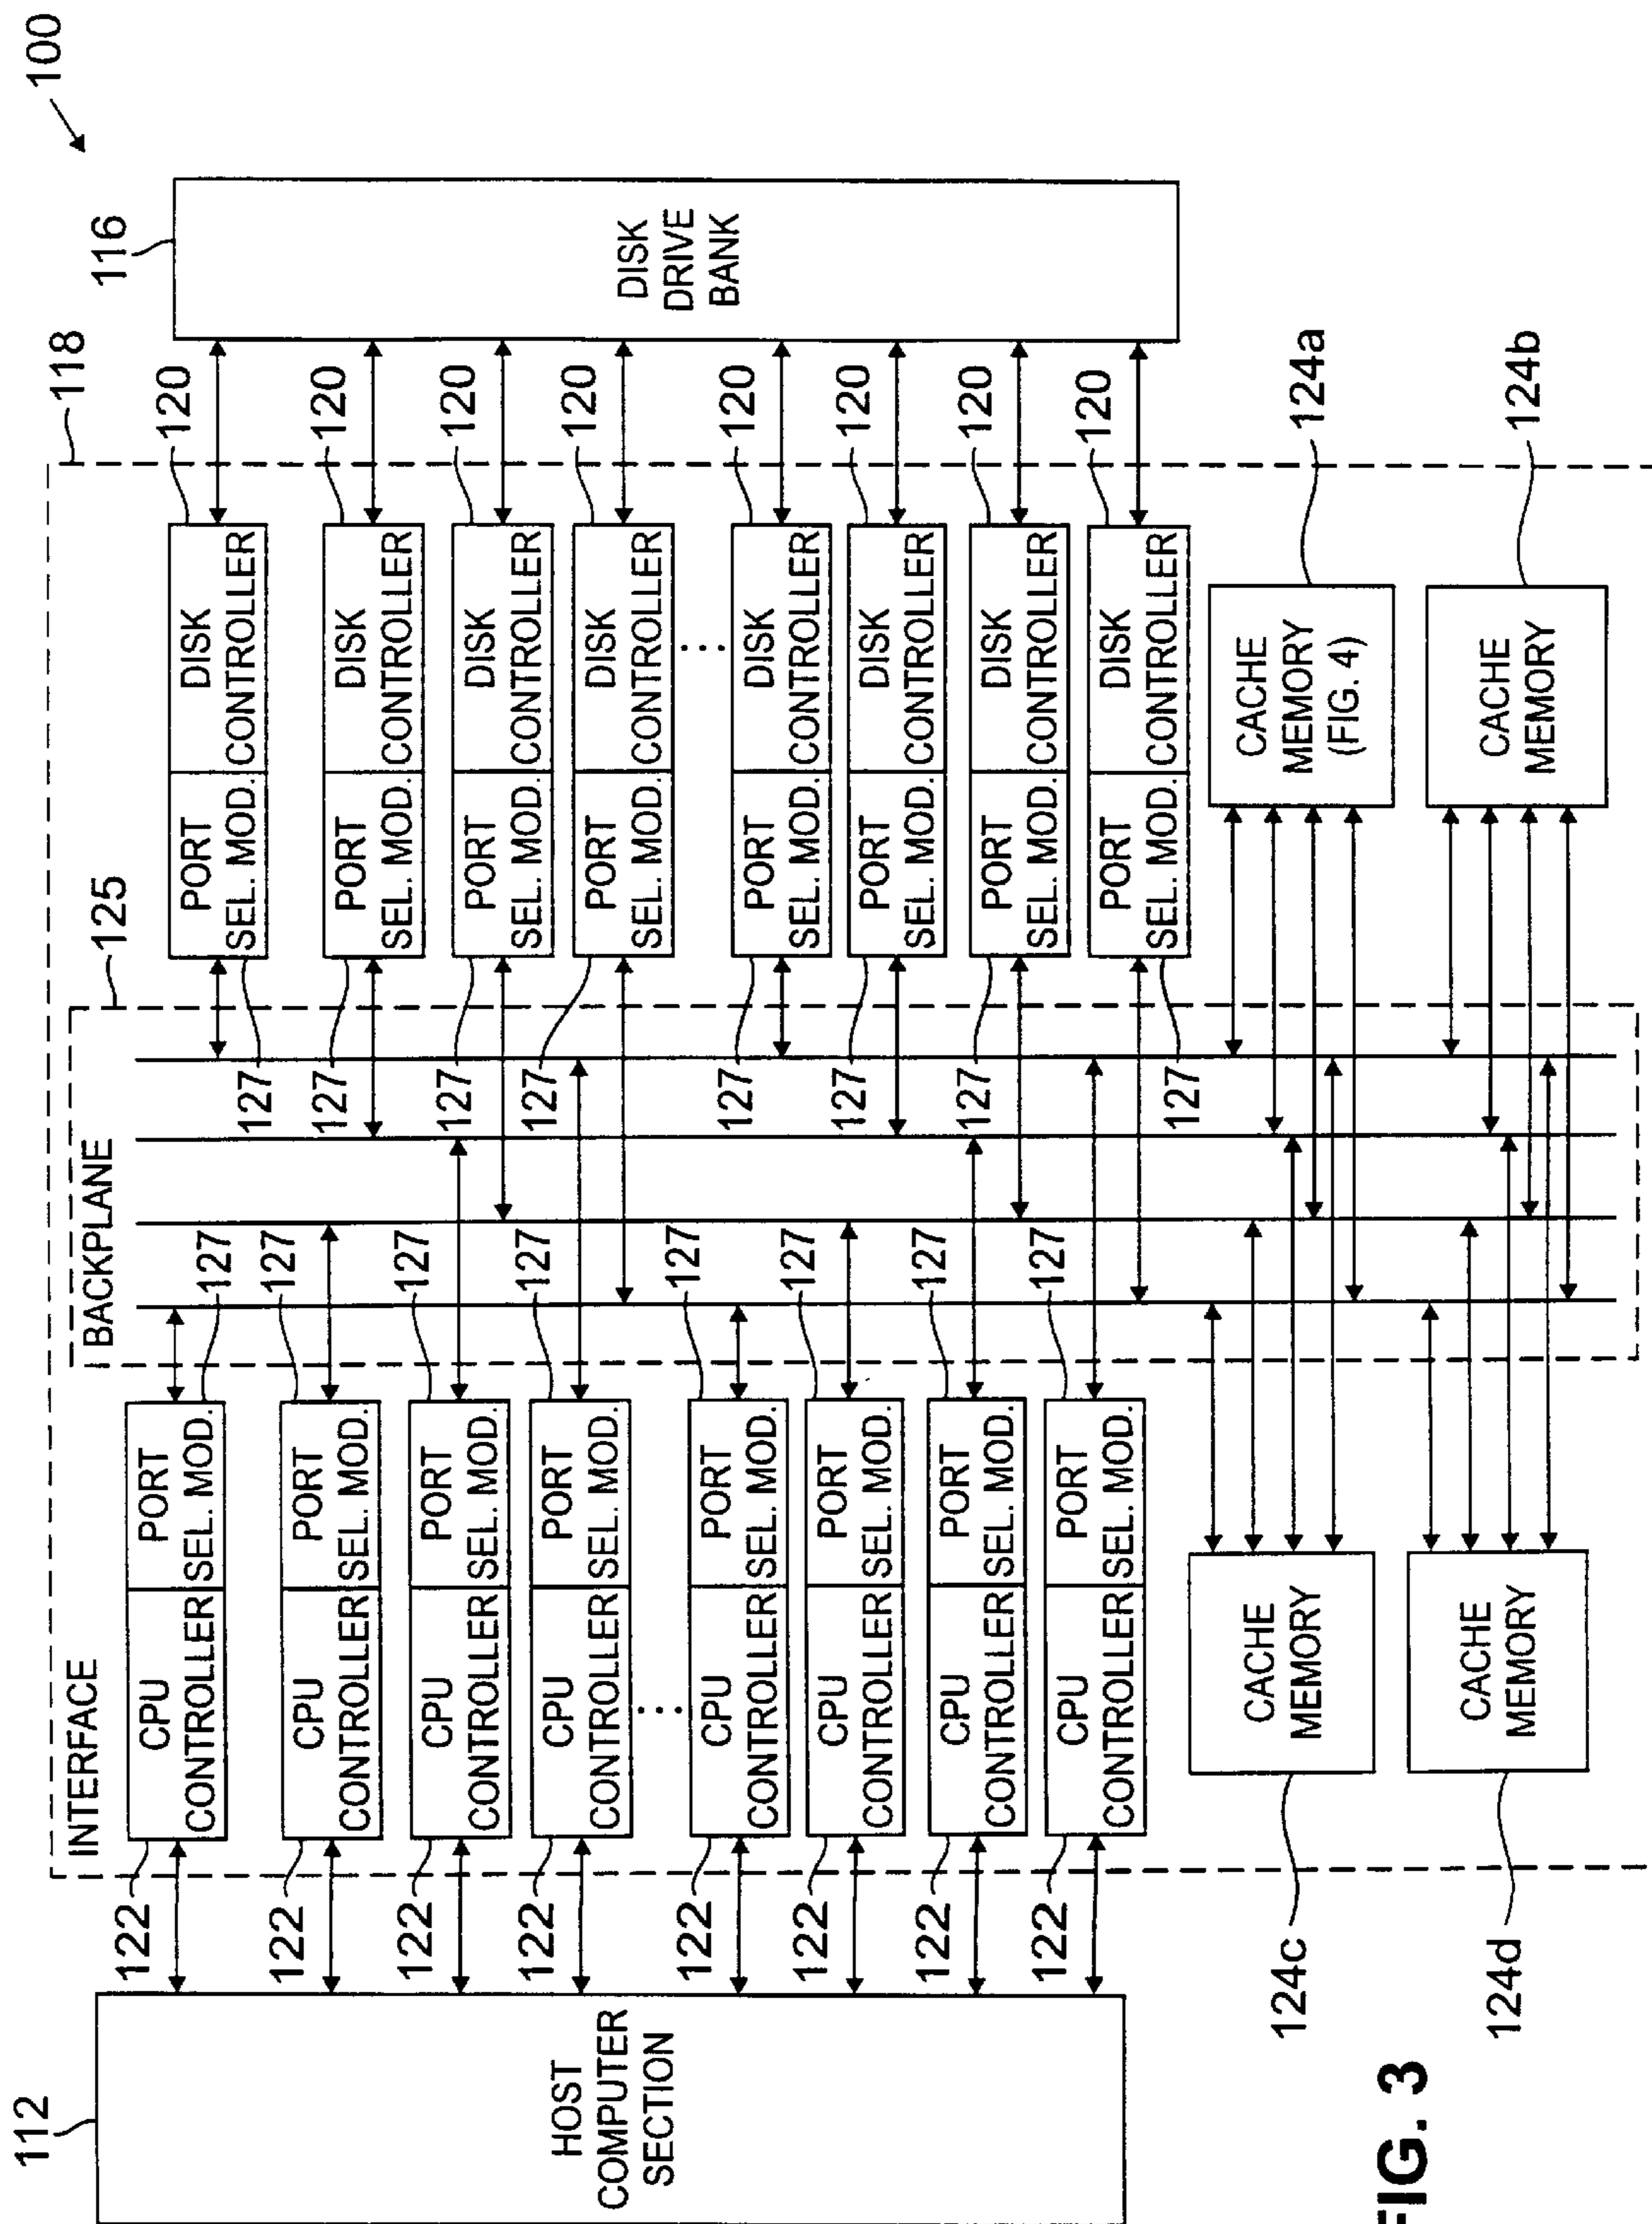 100
116
DISK
DRIVE
BANK
118
120
120
120
120
120
120
120
120
PORT
SEL. MOD.
DISK
CONTROLLER
PORT
SEL. MOD.
DISK
CONTROLLER
PORT
SEL. MOD.
DISK
CONTROLLER
PORT
SEL. MOD.
DISK
CONTROLLER
...
PORT
SEL. MOD.
DISK
CONTROLLER
PORT
SEL. MOD.
DISK
CONTROLLER
PORT
SEL. MOD.
DISK
CONTROLLER
PORT
SEL. MOD.
DISK
CONTROLLER
CACHE
MEMORY
(FIG. 4)
124a
CACHE
MEMORY
124b
125
127
127
127
127
127
127
127
127
BACKPLANE
127
127
127
127
127
127
127
127
INTERFACE
CPU
CONTROLLER
PORT
SEL. MOD.
CPU
CONTROLLER
PORT
SEL. MOD.
CPU
CONTROLLER
PORT
SEL. MOD.
CPU
CONTROLLER
PORT
SEL. MOD.
...
CPU
CONTROLLER
PORT
SEL. MOD.
CPU
CONTROLLER
PORT
SEL. MOD.
CPU
CONTROLLER
PORT
SEL. MOD.
CPU
CONTROLLER
PORT
SEL. MOD.
CACHE
MEMORY
124c
CACHE
MEMORY
124d
122
122
122
122
122
122
122
122
112
HOST
COMPUTER
SECTION
FIG. 3